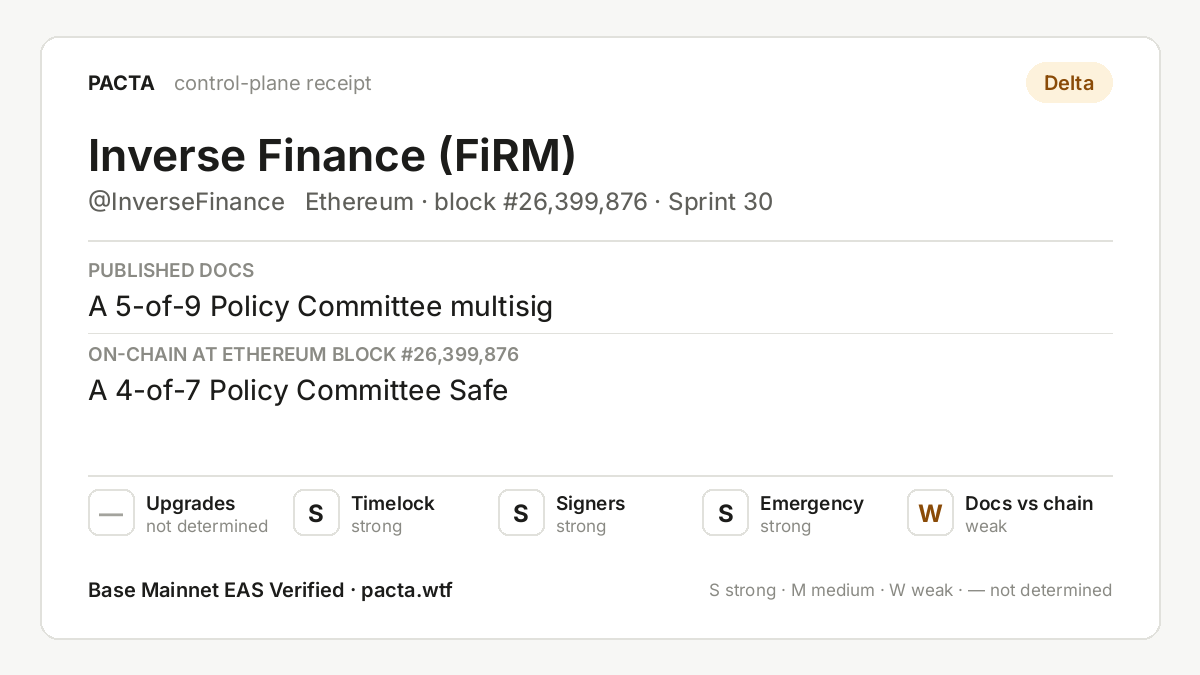 PACTA control-plane receipt Delta
Inverse Finance (FiRM)
@InverseFinance Ethereum · block #26,399,876 · Sprint 30
PUBLISHED DOCS
A 5-of-9 Policy Committee multisig
ON-CHAIN AT ETHEREUM BLOCK #26,399,876
A 4-of-7 Policy Committee Safe
— Upgrades not determined
S Timelock strong
S Signers strong
S Emergency strong
W Docs vs chain weak
Base Mainnet EAS Verified · pacta.wtf
S strong · M medium · W weak · — not determined